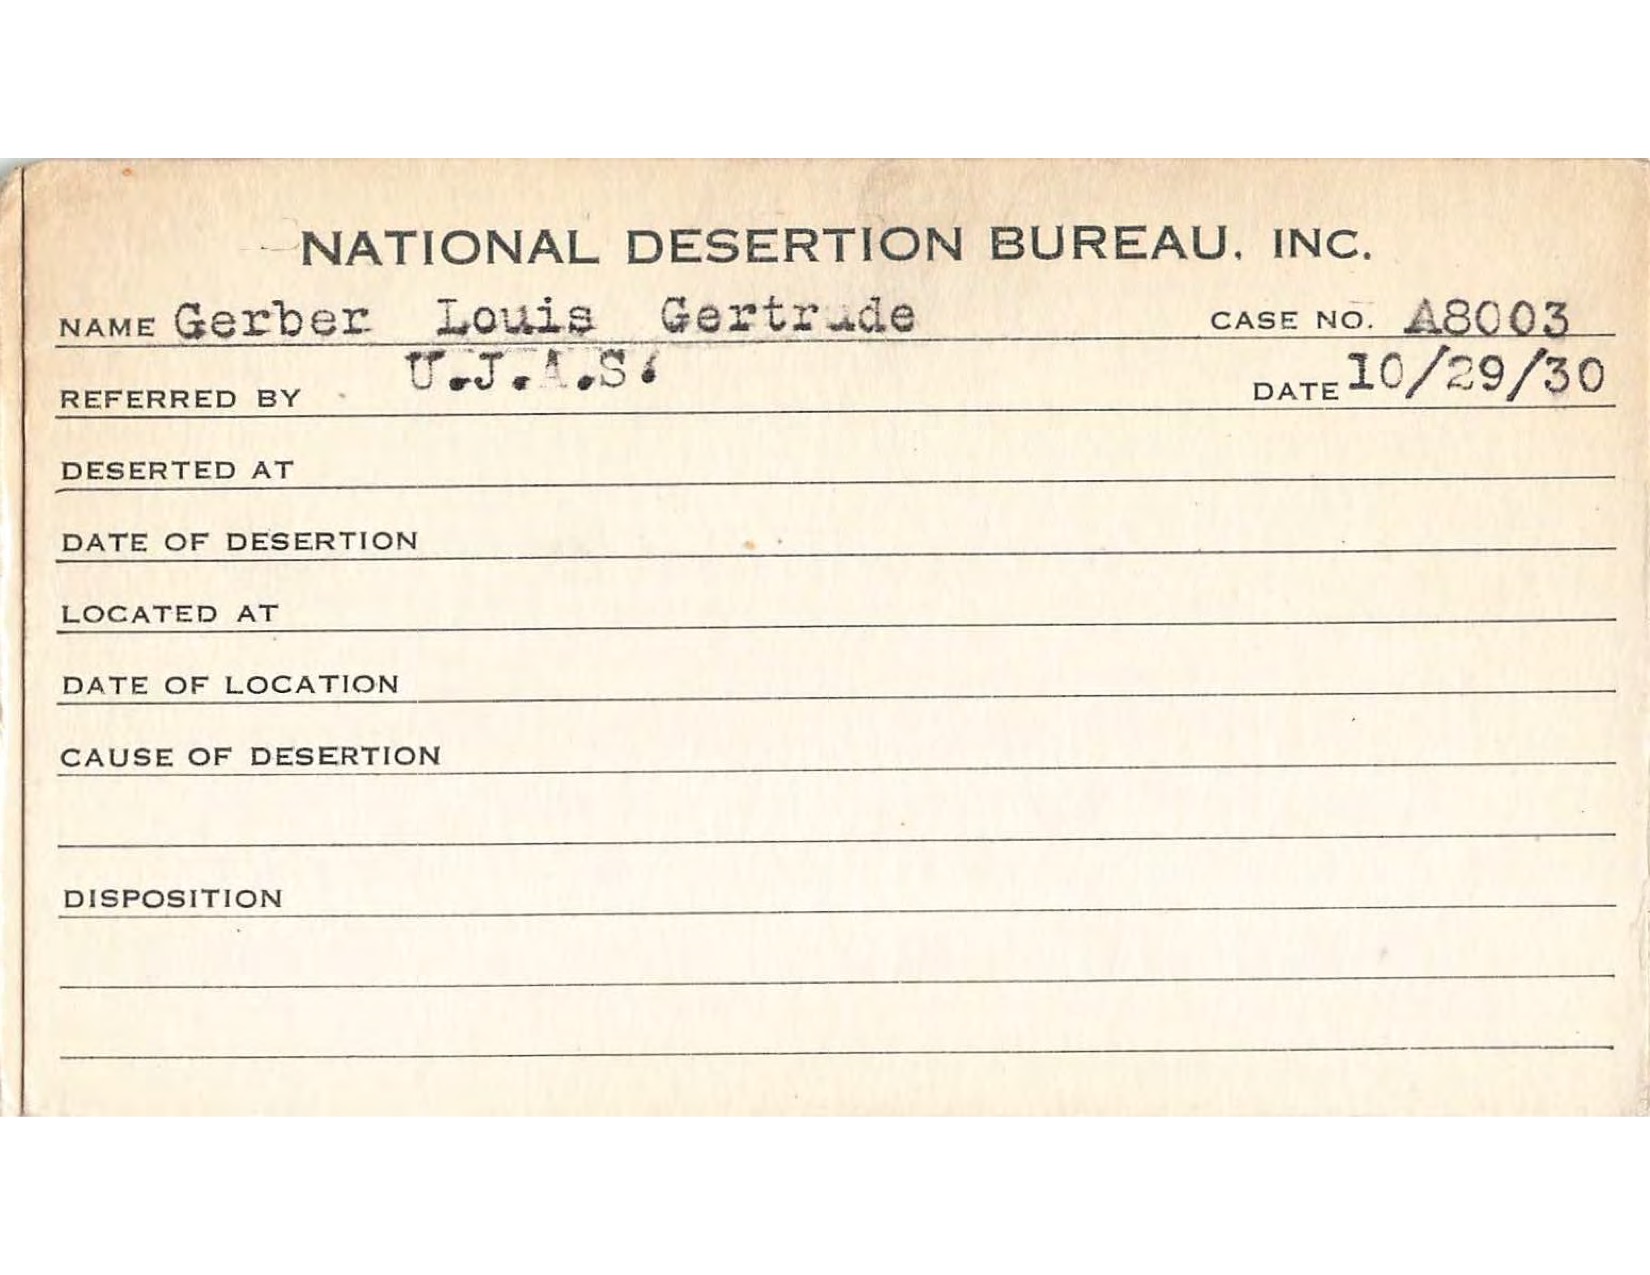 NATIONAL DESERTION BUREAU, INC.
NAME Gerber Louis Gertrude CASE NO. A8003
REFERRED BY U.J.A.S. DATE 10/29/30
DESERTED AT
DATE OF DESERTION
LOCATED AT
DATE OF LOCATION
CAUSE OF DESERTION
DISPOSITION